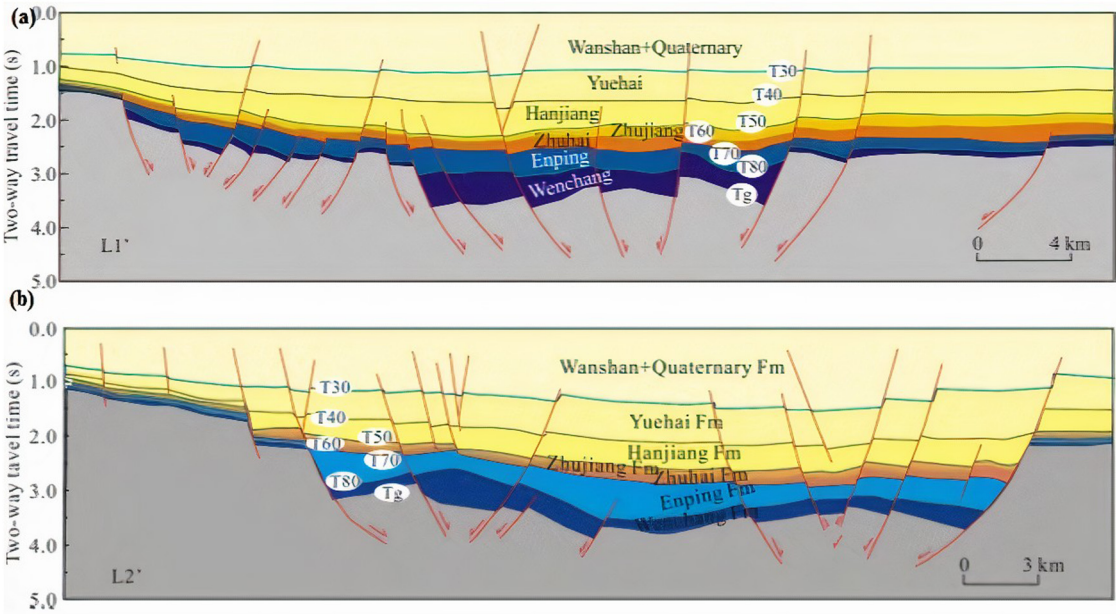 (a)
0.0
1.0
2.0
3.0
4.0
5.0
Two-way travel time (s)
Wanshan+Quaternary
T30
Yuehai
T40
Hanjiang
T50
Zhujiang
T60
Zhuhai
T70
Enping
T80
Wenchang
Tg
L1'
0 4 km
(b)
0.0
1.0
2.0
3.0
4.0
5.0
Two-way tavel time (s)
Wanshan+Quaternary Fm
T30
T40
Yuehai Fm
T50
T60
Hanjiang Fm
T70
Zhujiang Fm
Zhuhai Fm
T80
Tg
Enping Fm
Wenchang Fm
L2'
0 3 km